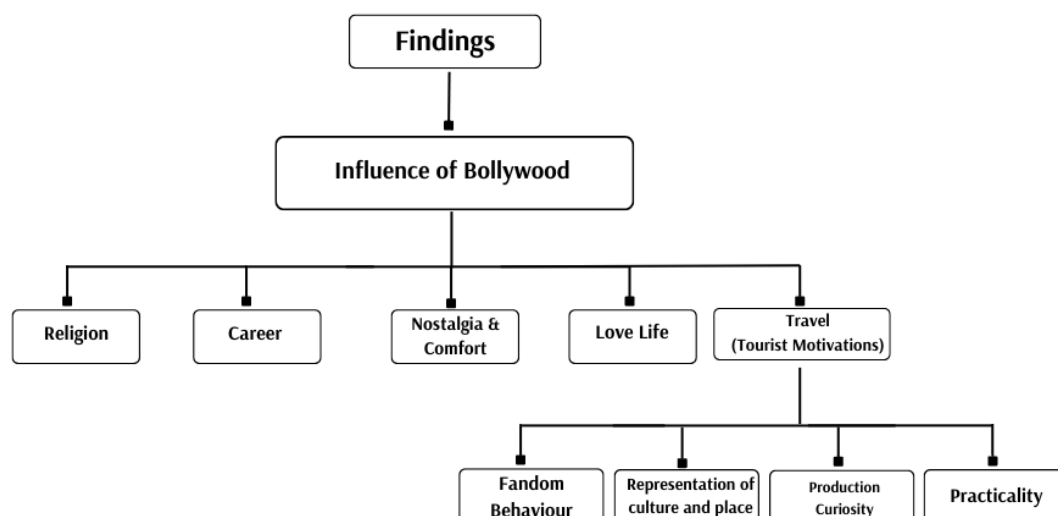 Findings
Influence of Bollywood
Religion
Career
Nostalgia &
Comfort
Love Life
Travel
(Tourist Motivations)
Fandom
Behaviour
Representation of
culture and place
Production
Curiosity
Practicality